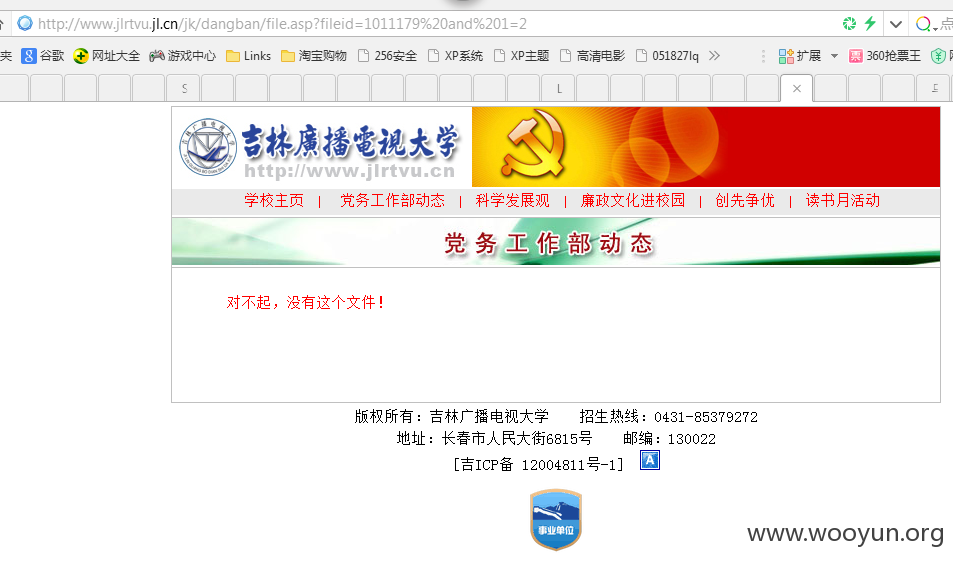 http://www.jlrtvu.jl.cn/jk/dangban/file.asp?fileid=1011179%20and%201=2
点
夹 谷歌 网址大全 游戏中心 Links 淘宝购物 256安全 XP系统 XP主题 高清电影 051827lq » 扩展 360抢票王
S L
吉林廣播電視大学
http://www.jlrtvu.cn
学校主页 | 党务工作部动态 | 科学发展观 | 廉政文化进校园 | 创先争优 | 读书月活动
党务工作部动态
对不起，没有这个文件！
版权所有：吉林广播电视大学 招生热线：0431-85379272
地址：长春市人民大街6815号 邮编：130022
[吉ICP备 12004811号-1]
事业单位
www.wooyun.org